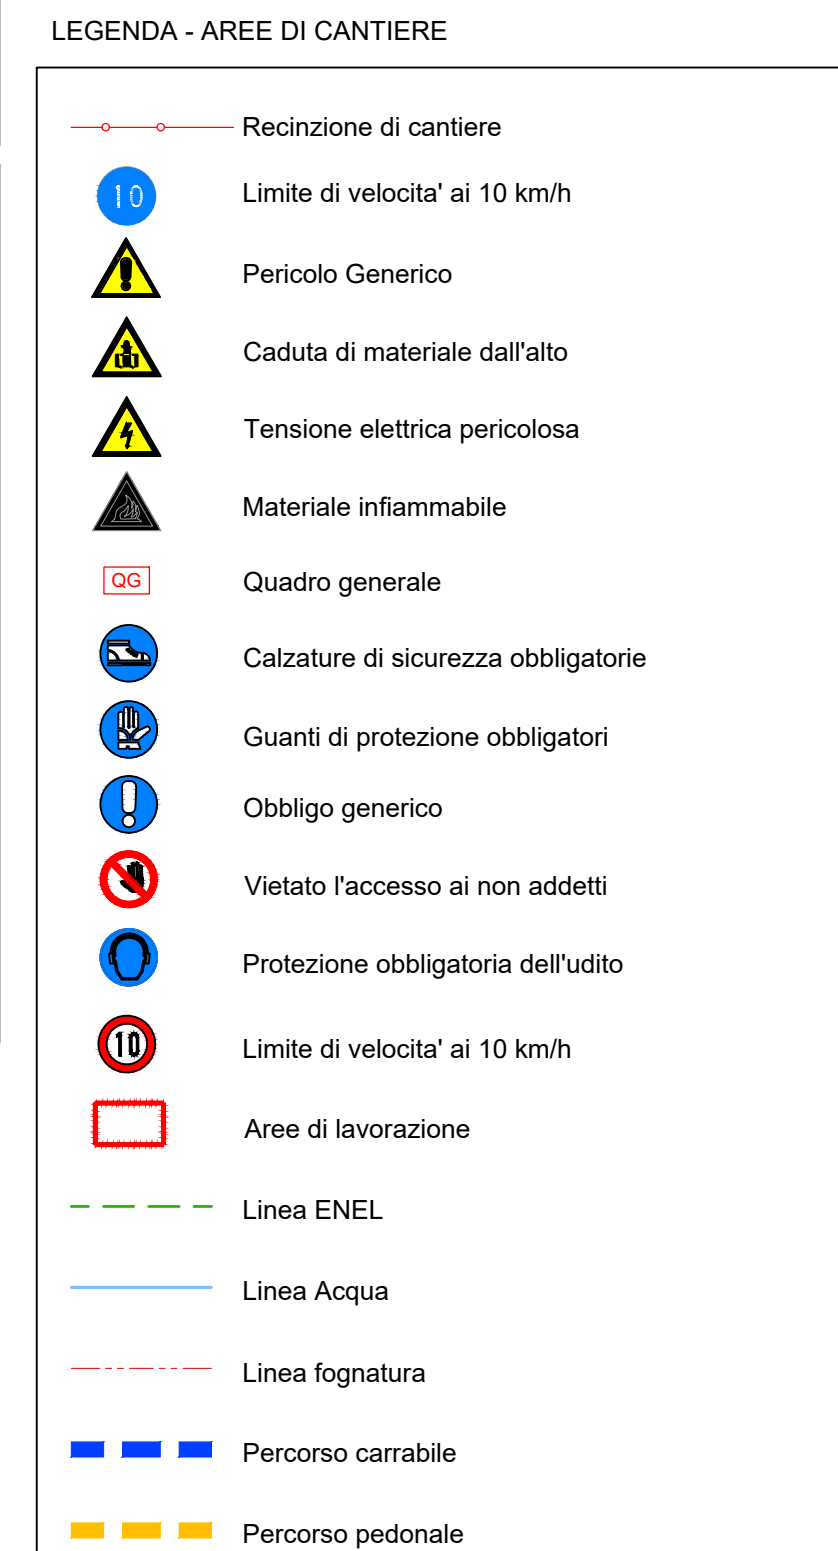 LEGENDA - AREE DI CANTIERE
Recinzione di cantiere
10 Limite di velocita' ai 10 km/h
Pericolo Generico
Caduta di materiale dall'alto
Tensione elettrica pericolosa
Materiale infiammabile
QG Quadro generale
Calzature di sicurezza obbligatorie
Guanti di protezione obbligatori
Obbligo generico
Vietato l'accesso ai non addetti
Protezione obbligatoria dell'udito
10 Limite di velocita' ai 10 km/h
Aree di lavorazione
Linea ENEL
Linea Acqua
Linea fognatura
Percorso carrabile
Percorso pedonale